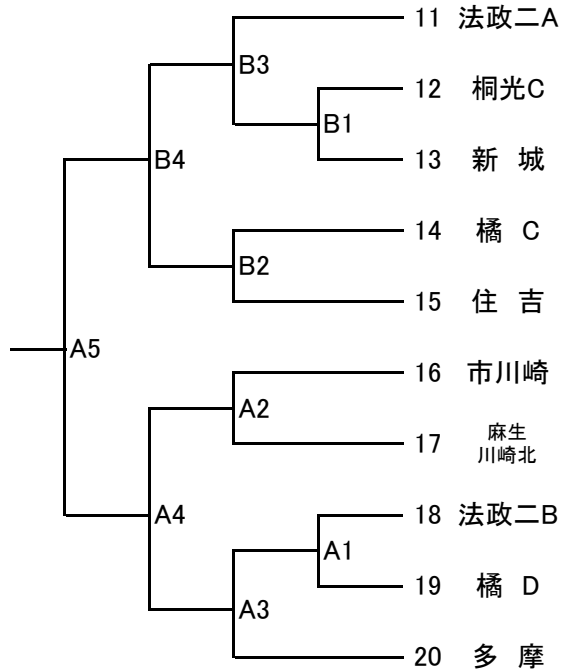 11 法政二A
B3
12 桐光C
B1
B4
13 新 城
14 橘 C
B2
15 住 吉
A5
16 市川崎
A2
17 麻生
川崎北
A4
18 法政二B
A1
19 橘 D
A3
20 多 摩